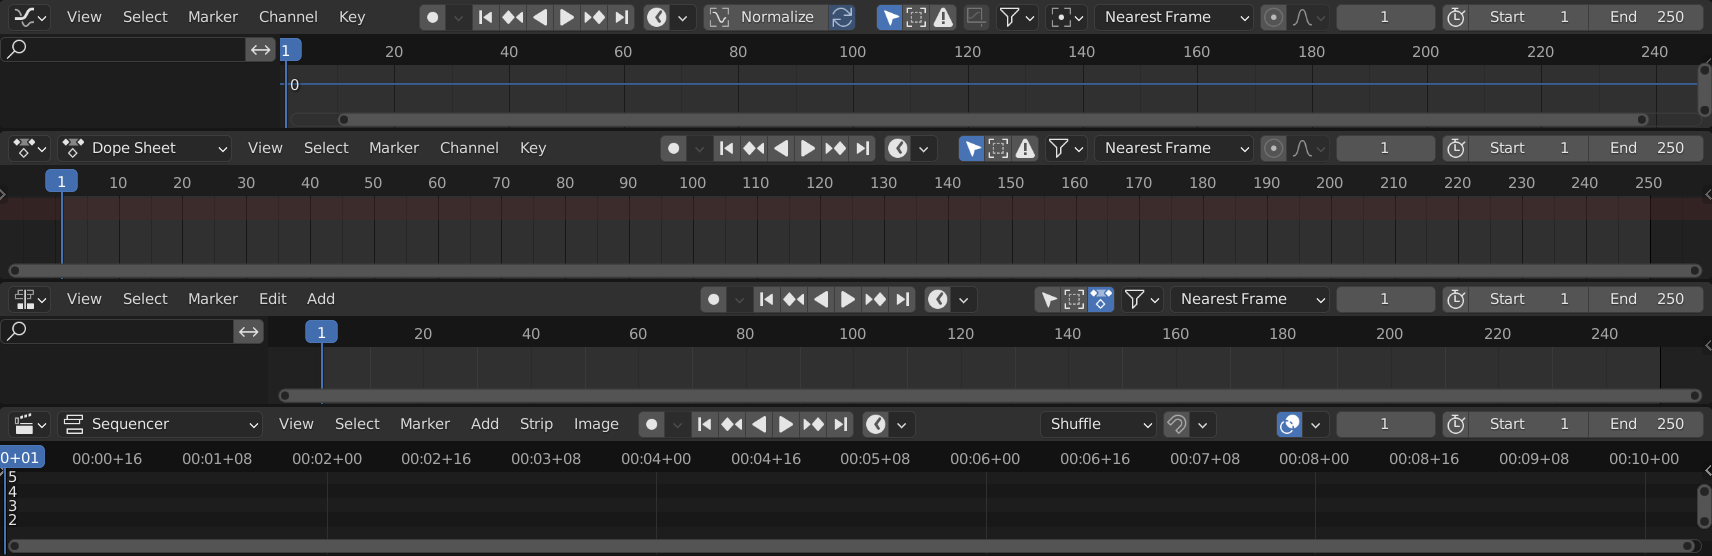 View Select Marker Channel Key Normalize Nearest Frame 1 Start 1 End 250
1 20 40 60 80 100 120 140 160 180 200 220 240
0
Dope Sheet View Select Marker Channel Key Nearest Frame 1 Start 1 End 250
1 10 20 30 40 50 60 70 80 90 100 110 120 130 140 150 160 170 180 190 200 210 220 230 240 250
View Select Marker Edit Add Nearest Frame 1 Start 1 End 250
1 20 40 60 80 100 120 140 160 180 200 220 240
Sequencer View Select Marker Add Strip Image Shuffle 1 Start 1 End 250
0+01 00:00+16 00:01+08 00:02+00 00:02+16 00:03+08 00:04+00 00:04+16 00:05+08 00:06+00 00:06+16 00:07+08 00:08+00 00:08+16 00:09+08 00:10+00
5
4
3
2